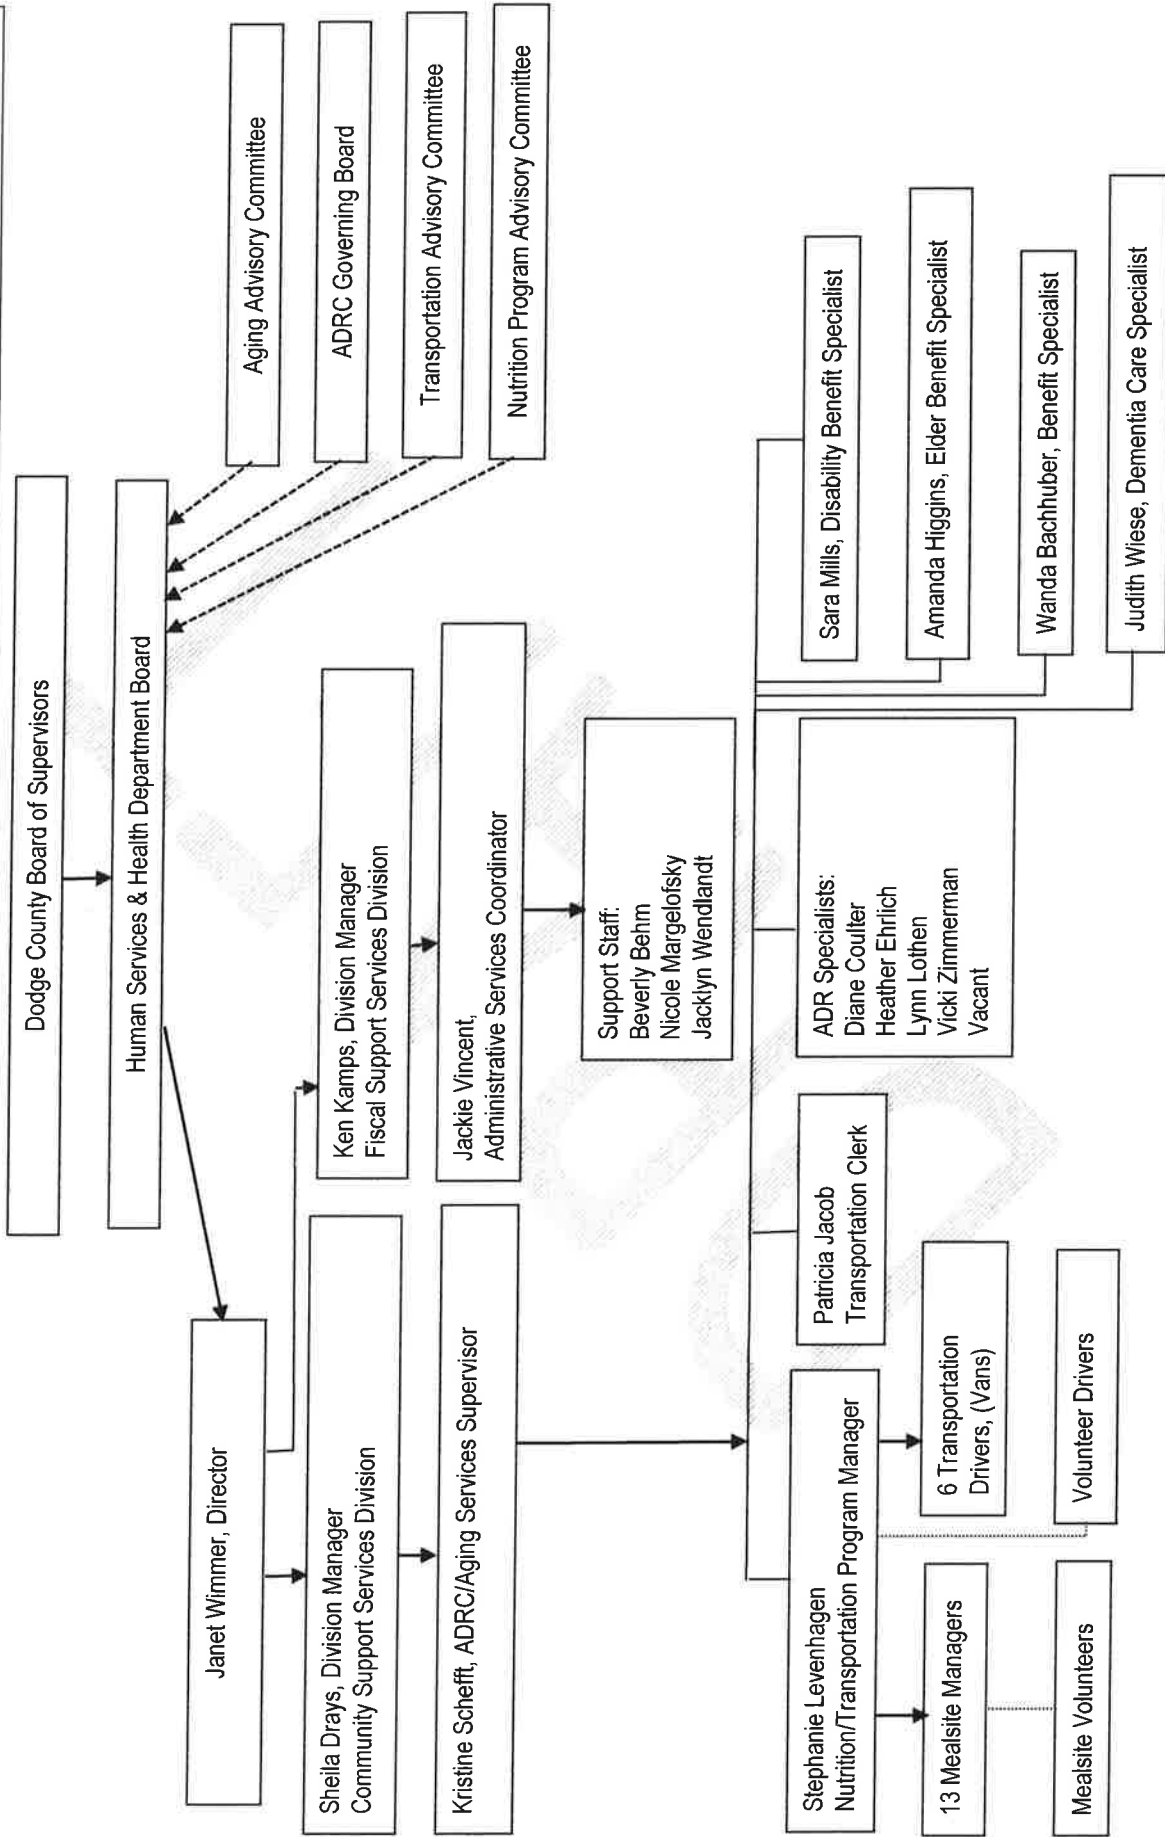 Dodge County Board of Supervisors
Human Services & Health Department Board
Aging Advisory Committee
ADRC Governing Board
Transportation Advisory Committee
Nutrition Program Advisory Committee
Janet Wimmer, Director
Sheila Drays, Division Manager
Community Support Services Division
Ken Kamps, Division Manager
Fiscal Support Services Division
Kristine Schefft, ADRC/Aging Services Supervisor
Jackie Vincent,
Administrative Services Coordinator
Support Staff:
Beverly Behm
Nicole Margelofsky
Jacklyn Wendlandt
Stephanie Levenhagen
Nutrition/Transportation Program Manager
Patricia Jacob
Transportation Clerk
ADR Specialists:
Diane Coulter
Heather Ehrlich
Lynn Lothen
Vicki Zimmerman
Vacant
Sara Mills, Disability Benefit Specialist
Amanda Higgins, Elder Benefit Specialist
Wanda Bachhuber, Benefit Specialist
Judith Wiese, Dementia Care Specialist
13 Mealsite Managers
6 Transportation
Drivers, (Vans)
Mealsite Volunteers
Volunteer Drivers
DRAFT